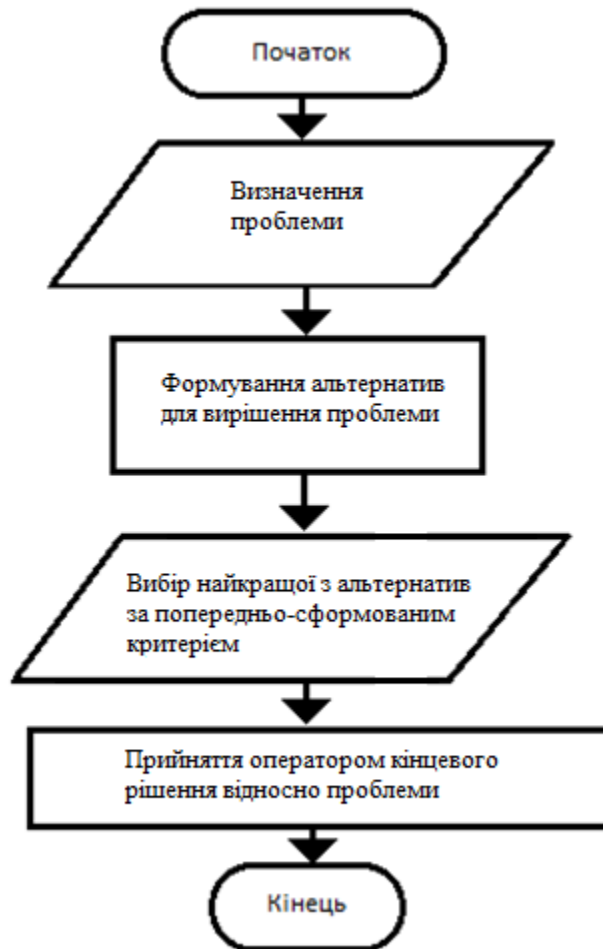 Початок
Визначення
проблеми
Формування альтернатив
для вирішення проблеми
Вибір найкращої з альтернатив
за попередньо-сформованим
критерієм
Прийняття оператором кінцевого
рішення відносно проблеми
Кінець